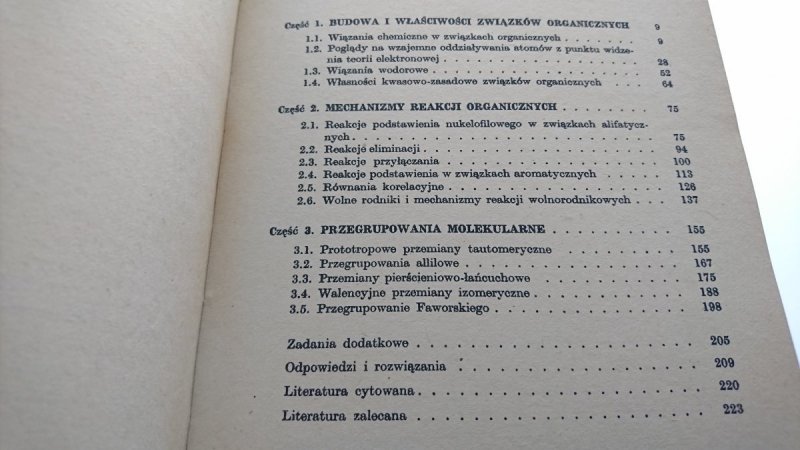 Część 1. BUDOWA I WŁAŚCIWOŚCI ZWIĄZKÓW ORGANICZNYCH 9
1.1. Wiązania chemiczne w związkach organicznych . . . . . . . . 9
1.2. Poglądy na wzajemne oddziaływania atomów z punktu widze-
nia teorii elektronowej . . . . . . . . . . . . . . . . . 28
1.3. Wiązania wodorowe . . . . . . . . . . . . . . . . . 52
1.4. Własności kwasowo-zasadowe związków organicznych . . . . 64
Część 2. MECHANIZMY REAKCJI ORGANICZNYCH . . . . . . . . 75
2.1. Reakcje podstawienia nukelofilowego w związkach alifatycz-
nych . . . . . . . . . . . . . . . . . . . . . . . . 75
2.2. Reakcje eliminacji . . . . . . . . . . . . . . . . . . 94
2.3. Reakcje przyłączania . . . . . . . . . . . . . . . . . 100
2.4. Reakcje podstawienia w związkach aromatycznych . . . . . 113
2.5. Równania korelacyjne . . . . . . . . . . . . . . . . . 126
2.6. Wolne rodniki i mechanizmy reakcji wolnorodnikowych . . . . 137
Część 3. PRZEGRUPOWANIA MOLEKULARNE . . . . . . . . . . 155
3.1. Prototropowe przemiany tautomeryczne . . . . . . . . . . 155
3.2. Przegrupowania allilowe . . . . . . . . . . . . . . . . 167
3.3. Przemiany pierścieniowo-łańcuchowe . . . . . . . . . . . 175
3.4. Walencyjne przemiany izomeryczne . . . . . . . . . . . . 188
3.5. Przegrupowanie Faworskiego . . . . . . . . . . . . . . 198
Zadania dodatkowe . . . . . . . . . . . . . . . . . . . . 205
Odpowiedzi i rozwiązania . . . . . . . . . . . . . . . . . 209
Literatura cytowana . . . . . . . . . . . . . . . . . . . . 220
Literatura zalecana . . . . . . . . . . . . . . . . . . . . 223